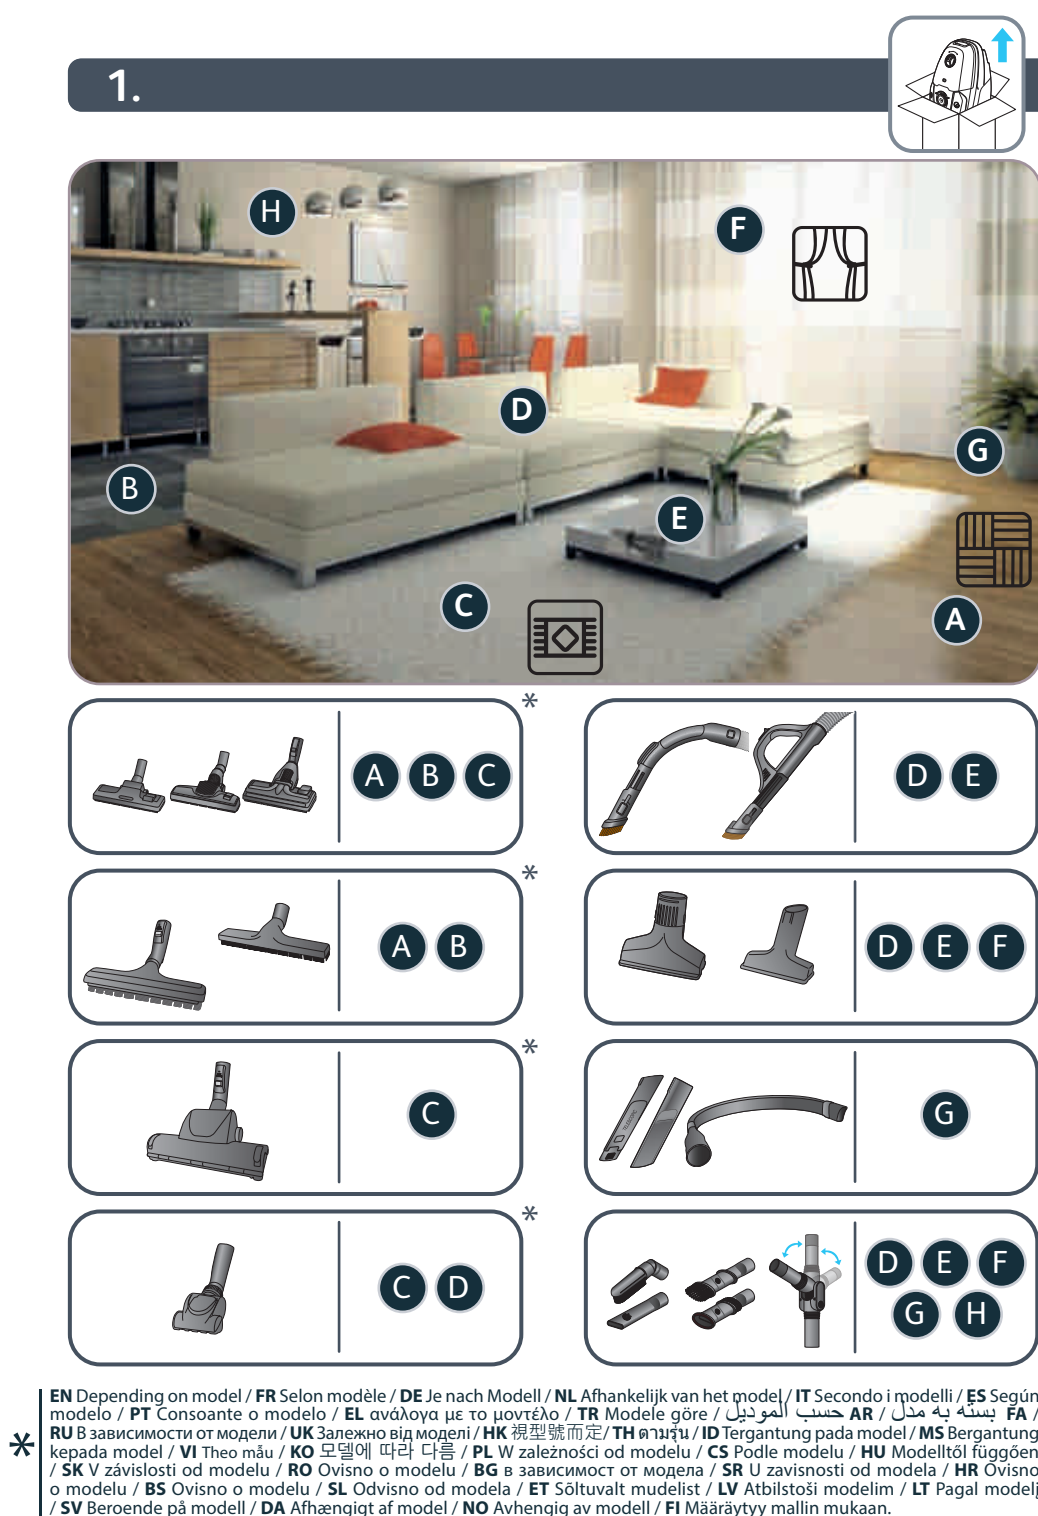 1.
H
F
D
G
B
E
C
A
*
A B C
D E
*
A B
D E F
*
C
TELESCOPIC
G
*
C D
D E F
G H
* EN Depending on model / FR Selon modèle / DE Je nach Modell / NL Afhankelijk van het model / IT Secondo i modelli / ES Según
modelo / PT Consoante o modelo / EL ανάλογα με το μοντέλο / TR Modele göre / حسب الموديل AR / بسته به مدل FA /
RU В зависимости от модели / UK Залежно від моделі / HK 視型號而定/ TH ตามรุ่น / ID Tergantung pada model / MS Bergantung
kepada model / VI Theo mẫu / KO 모델에 따라 다름 / PL W zależności od modelu / CS Podle modelu / HU Modelltől függően
/ SK V závislosti od modelu / RO Ovisno o modelu / BG в зависимост от модела / SR U zavisnosti od modela / HR Ovisno
o modelu / BS Ovisno o modelu / SL Odvisno od modela / ET Sõltuvalt mudelist / LV Atbilstoši modelim / LT Pagal modelį
/ SV Beroende på modell / DA Afhængigt af model / NO Avhengig av modell / FI Määräytyy mallin mukaan.